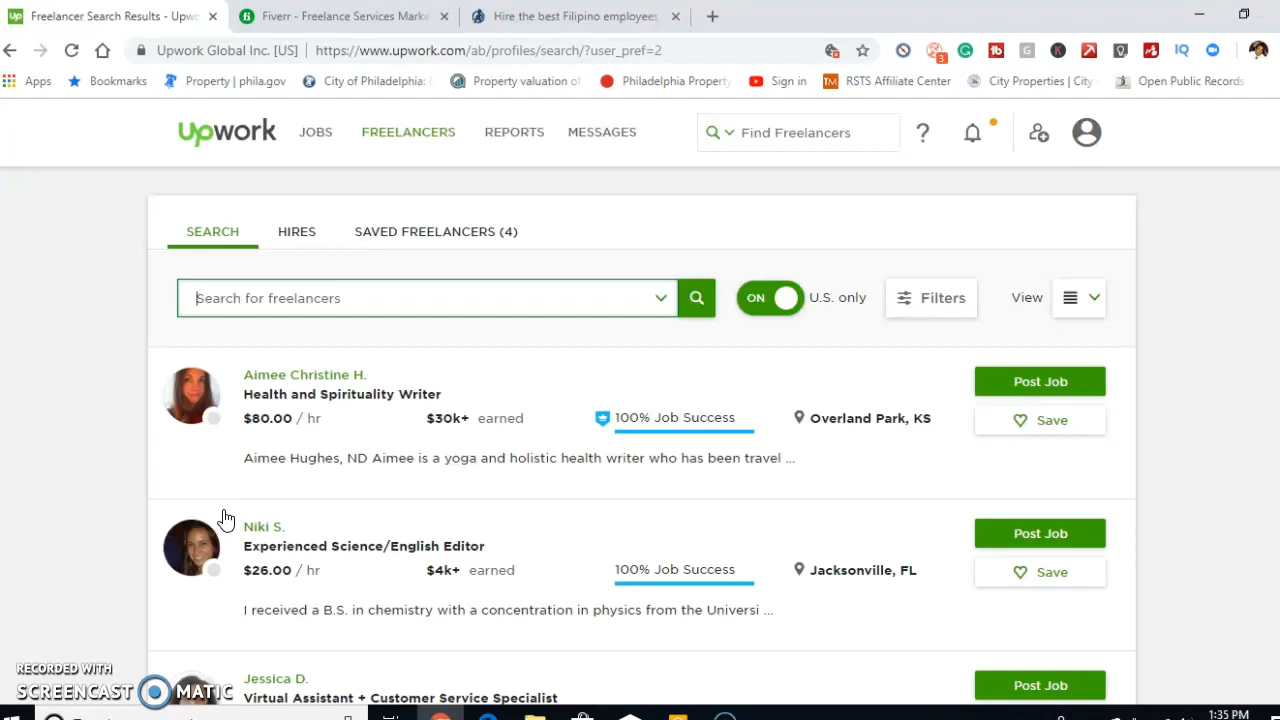 Freelancer Search Results - Upwo
Fiverr - Freelance Services Marke
Hire the best Filipino employees
Upwork Global Inc. [US]
https://www.upwork.com/ab/profiles/search/?user_pref=2
3
G
K
IQ
Apps
Bookmarks
Property | phila.gov
City of Philadelphia:
Property valuation of
Philadelphia Property
Sign in
TM
RSTS Affiliate Center
City Properties | City
Open Public Records
upwork
JOBS
FREELANCERS
REPORTS
MESSAGES
Find Freelancers
?
SEARCH
HIRES
SAVED FREELANCERS (4)
Search for freelancers
ON
U.S. only
Filters
View
Aimee Christine H.
Health and Spirituality Writer
$80.00 / hr
$30k+ earned
100% Job Success
Overland Park, KS
Aimee Hughes, ND Aimee is a yoga and holistic health writer who has been travel ...
Post Job
Save
Niki S.
Experienced Science/English Editor
$26.00 / hr
$4k+ earned
100% Job Success
Jacksonville, FL
I received a B.S. in chemistry with a concentration in physics from the Universi ...
Post Job
Save
Jessica D.
Virtual Assistant + Customer Service Specialist
Post Job
RECORDED WITH
SCREENCAST MATIC
1:35 PM